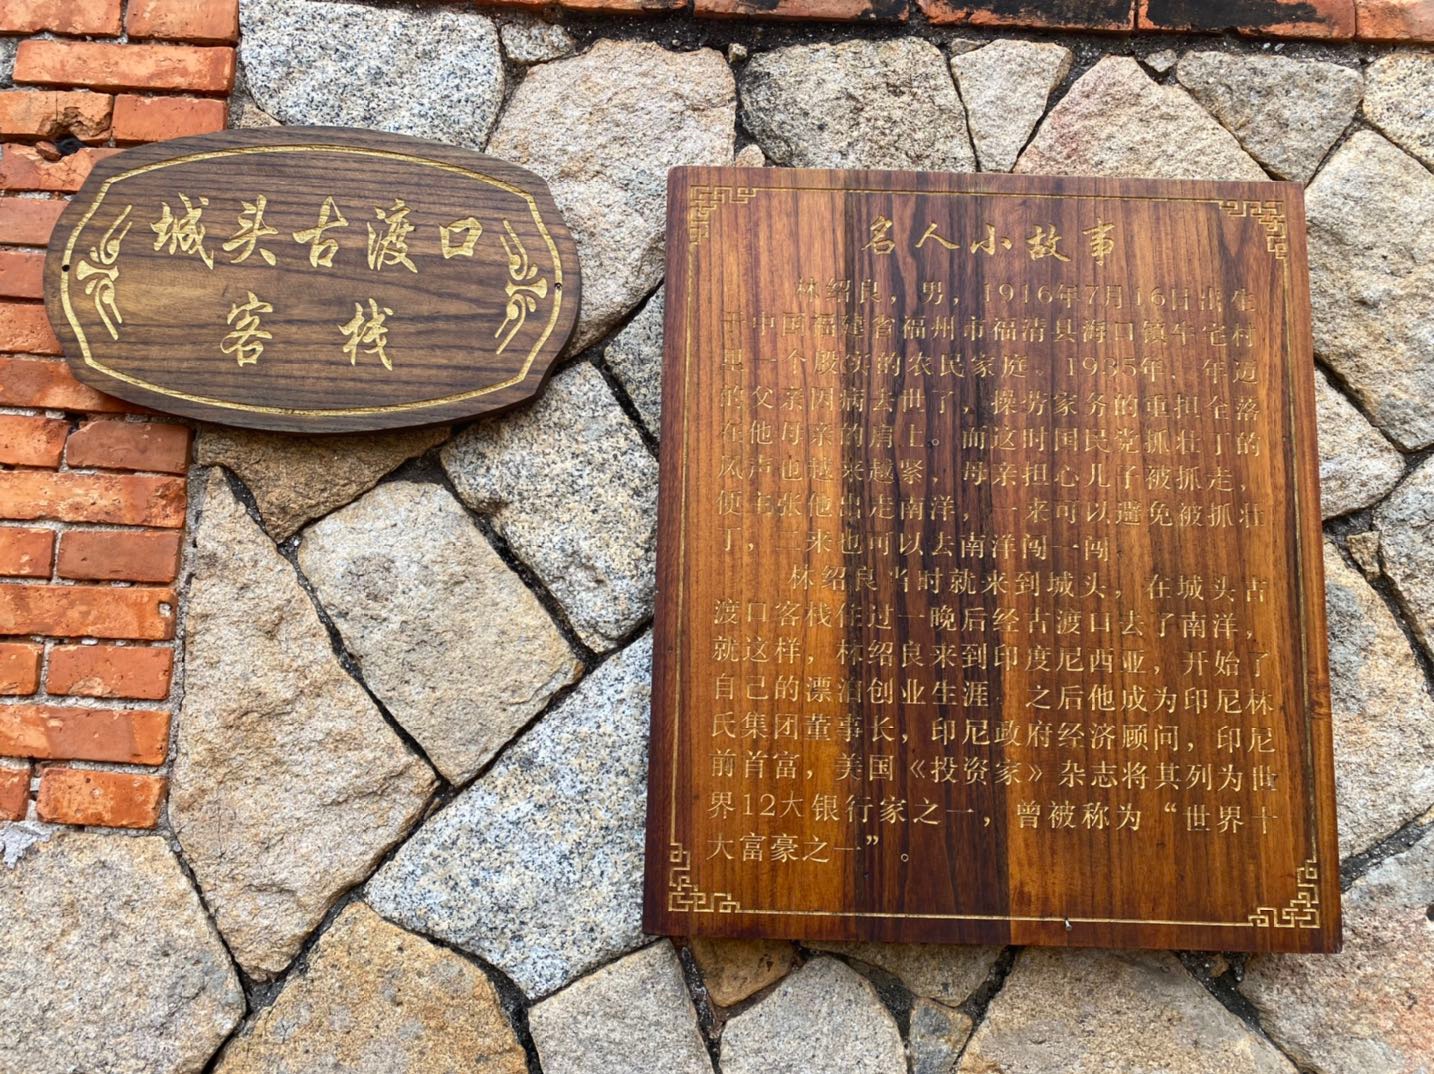 城头古渡口
客栈
名人小故事
林绍良，男，1916年7月16日出生
于中国福建省福州市福清县海口镇牛宅村
里一个殷实的农民家庭。1935年，年迈
的父亲因病去世了，操劳家务的重担全落
在他母亲的肩上。而这时国民党抓壮丁的
风声也越来越紧，母亲担心儿子被抓走，
便主张他出走南洋，一来可以避免被抓壮
丁，二来也可以去南洋闯一闯
林绍良当时就来到城头，在城头古
渡口客栈住过一晚后经古渡口去了南洋，
就这样，林绍良来到印度尼西亚，开始了
自己的漂泊创业生涯。之后他成为印尼林
氏集团董事长，印尼政府经济顾问，印尼
前首富，美国《投资家》杂志将其列为世
界12大银行家之一，曾被称为“世界十
大富豪之一”。